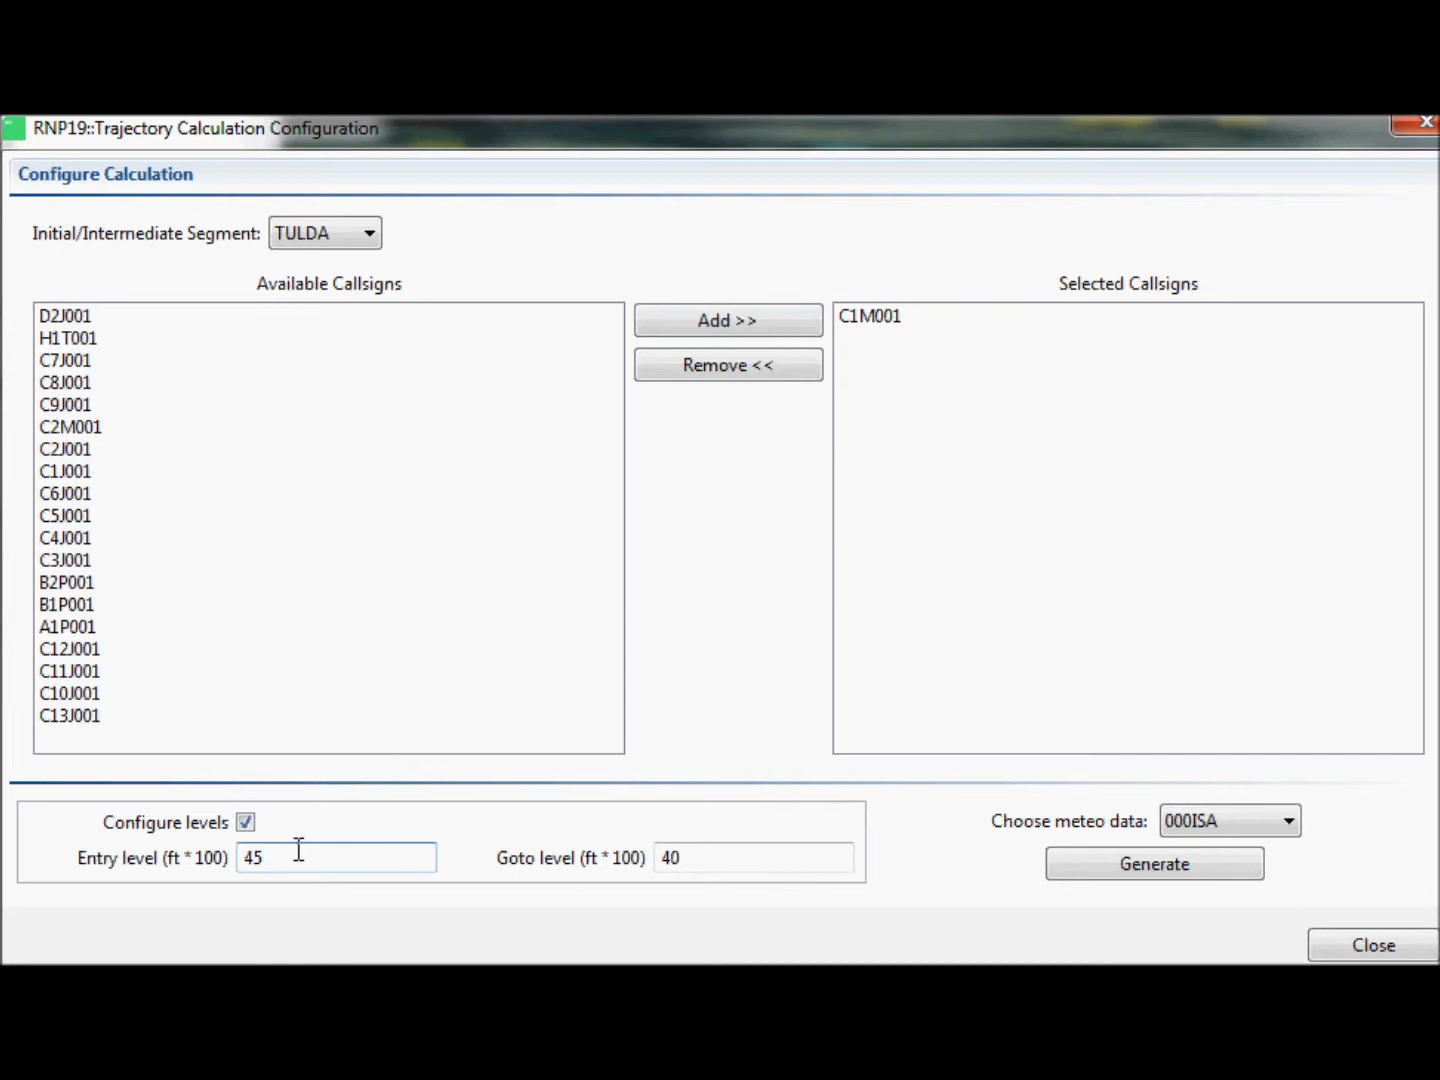 RNP19::Trajectory Calculation Configuration
Configure Calculation
Initial/Intermediate Segment: TULDA
Available Callsigns
Selected Callsigns
D2J001
H1T001
C7J001
C8J001
C9J001
C2M001
C2J001
C1J001
C6J001
C5J001
C4J001
C3J001
B2P001
B1P001
A1P001
C12J001
C11J001
C10J001
C13J001
Add >>
Remove <<
C1M001
Configure levels
Entry level (ft * 100) 45
Goto level (ft * 100) 40
Choose meteo data: 000ISA
Generate
Close